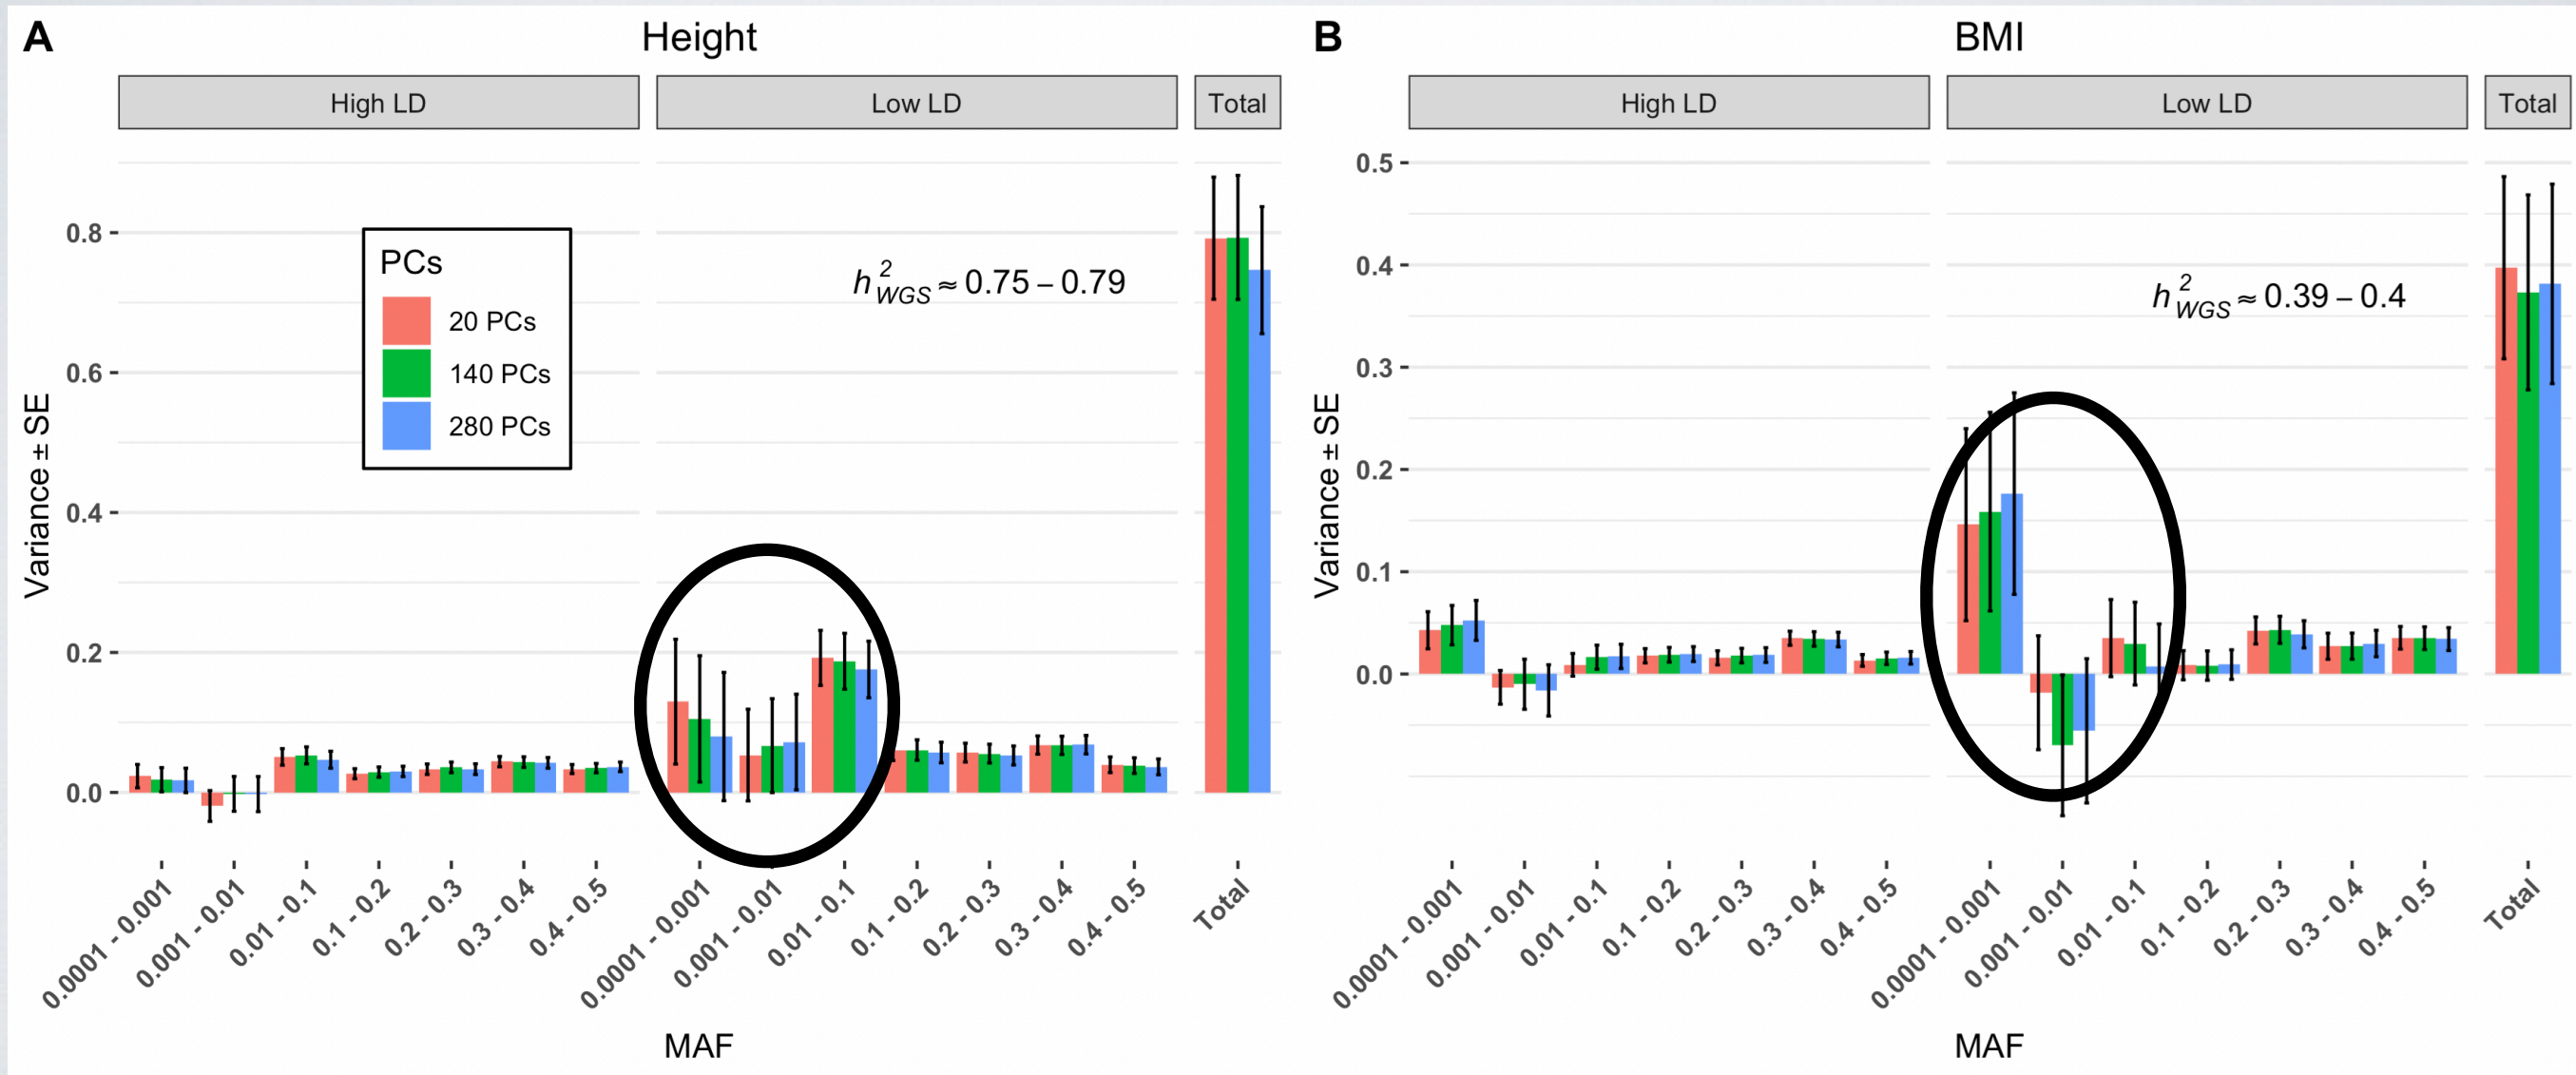 A
Height
High LD
Low LD
Total
Variance ± SE
0.8
0.6
0.4
0.2
0.0
PCs
20 PCs
140 PCs
280 PCs
h²WGS ≈ 0.75 – 0.79
0.0001 - 0.001
0.001 - 0.01
0.01 - 0.1
0.1 - 0.2
0.2 - 0.3
0.3 - 0.4
0.4 - 0.5
0.0001 - 0.001
0.001 - 0.01
0.01 - 0.1
0.1 - 0.2
0.2 - 0.3
0.3 - 0.4
0.4 - 0.5
Total
MAF
B
BMI
High LD
Low LD
Total
Variance ± SE
0.5
0.4
0.3
0.2
0.1
0.0
h²WGS ≈ 0.39 – 0.4
0.0001 - 0.001
0.001 - 0.01
0.01 - 0.1
0.1 - 0.2
0.2 - 0.3
0.3 - 0.4
0.4 - 0.5
0.0001 - 0.001
0.001 - 0.01
0.01 - 0.1
0.1 - 0.2
0.2 - 0.3
0.3 - 0.4
0.4 - 0.5
Total
MAF